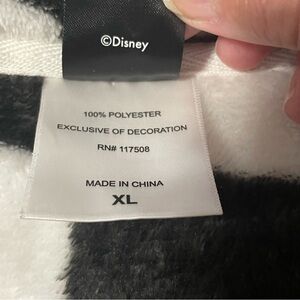 ©Disney
100% POLYESTER
EXCLUSIVE OF DECORATION
RN# 117508
MADE IN CHINA
XL